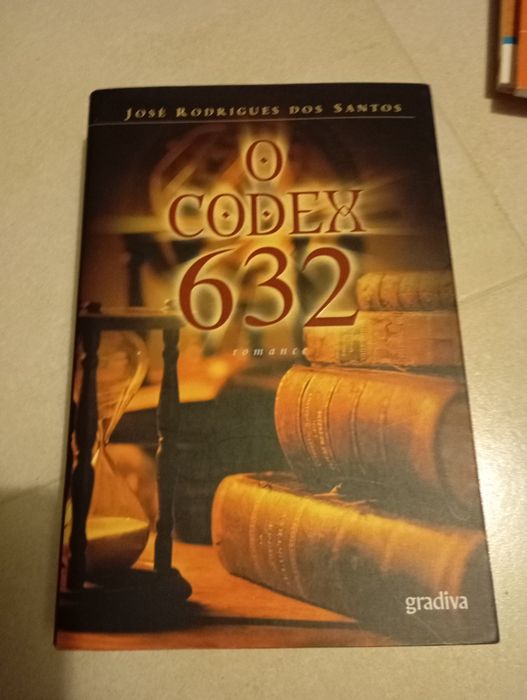 JOSÉ RODRIGUES DOS SANTOS
O
CODEX
632
romance
gradiva